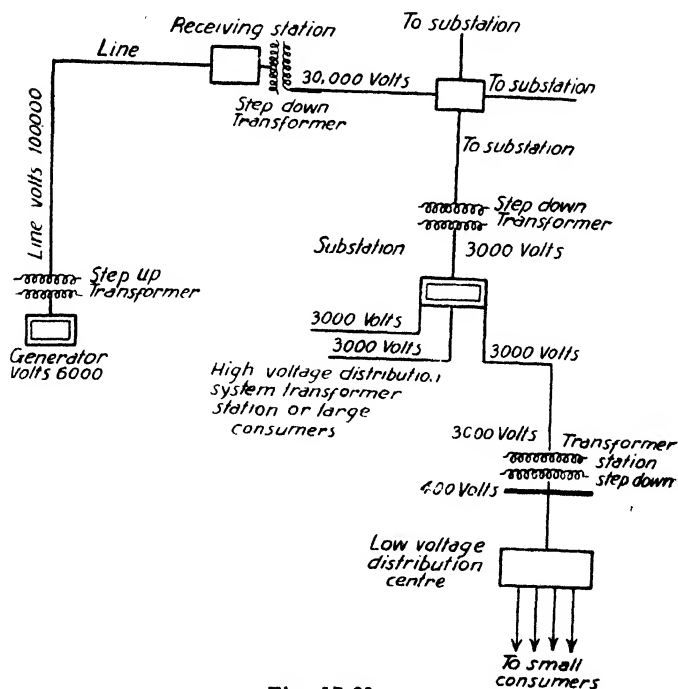 Receiving station
Line
30,000 Volts
Step down
Transformer
To substation
To substation
To substation
Line volts 100,000
Step up
Transformer
Generator
Volts 6000
Step down
Transformer
3000 Volts
Substation
3000 Volts
3000 Volts
3000 Volts
High voltage distribution
system transformer
station or large
consumers
3000 Volts
Transformer
station
step down
400 Volts
Low voltage
distribution
centre
To small
consumers